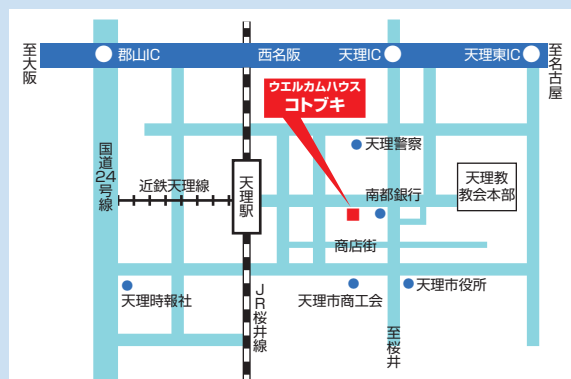 至大阪
郡山IC
西名阪
天理IC
天理東IC
至名古屋
ウエルカムハウス
コトブキ
天理警察
国道24号線
近鉄天理線
天理駅
南都銀行
天理教
教会本部
商店街
天理時報社
JR桜井線
天理市商工会
天理市役所
至桜井